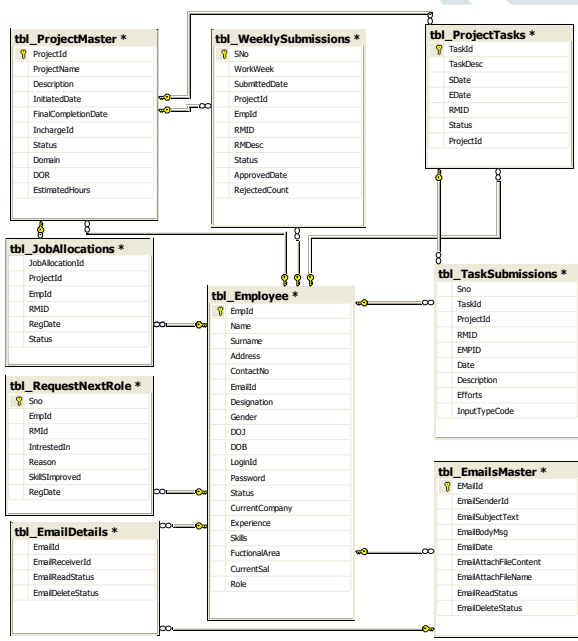 tbl_ProjectMaster *
ProjectId
ProjectName
Description
InitiatedDate
FinalCompletionDate
InchargeId
Status
Domain
DOR
EstimatedHours
tbl_WeeklySubmissions *
SNo
WorkWeek
SubmittedDate
ProjectId
EmpId
RMID
RMDesc
Status
ApprovedDate
RejectedCount
tbl_ProjectTasks *
TaskId
TaskDesc
SDate
EDate
RMID
Status
ProjectId
tbl_JobAllocations *
JobAllocationId
ProjectId
EmpId
RMID
RegDate
Status
tbl_Employee *
EmpId
Name
Surname
Address
ContactNo
EmailId
Designation
Gender
DOJ
DOB
LoginId
Password
Status
CurrentCompany
Experience
Skills
FuctionalArea
CurrentSal
Role
tbl_TaskSubmissions *
Sno
TaskId
ProjectId
RMID
EMPID
Date
Description
Efforts
InputTypeCode
tbl_RequestNextRole *
Sno
EmpId
RMId
IntrestedIn
Reason
SkillSImproved
RegDate
tbl_EmailDetails *
EmailId
EmailReceiverId
EmailReadStatus
EmailDeleteStatus
tbl_EmailsMaster *
EMailId
EmailSenderId
EmailSubjectText
EmailBodyMsg
EmailDate
EmailAttachFileContent
EmailAttachFileName
EmailReadStatus
EmailDeleteStatus